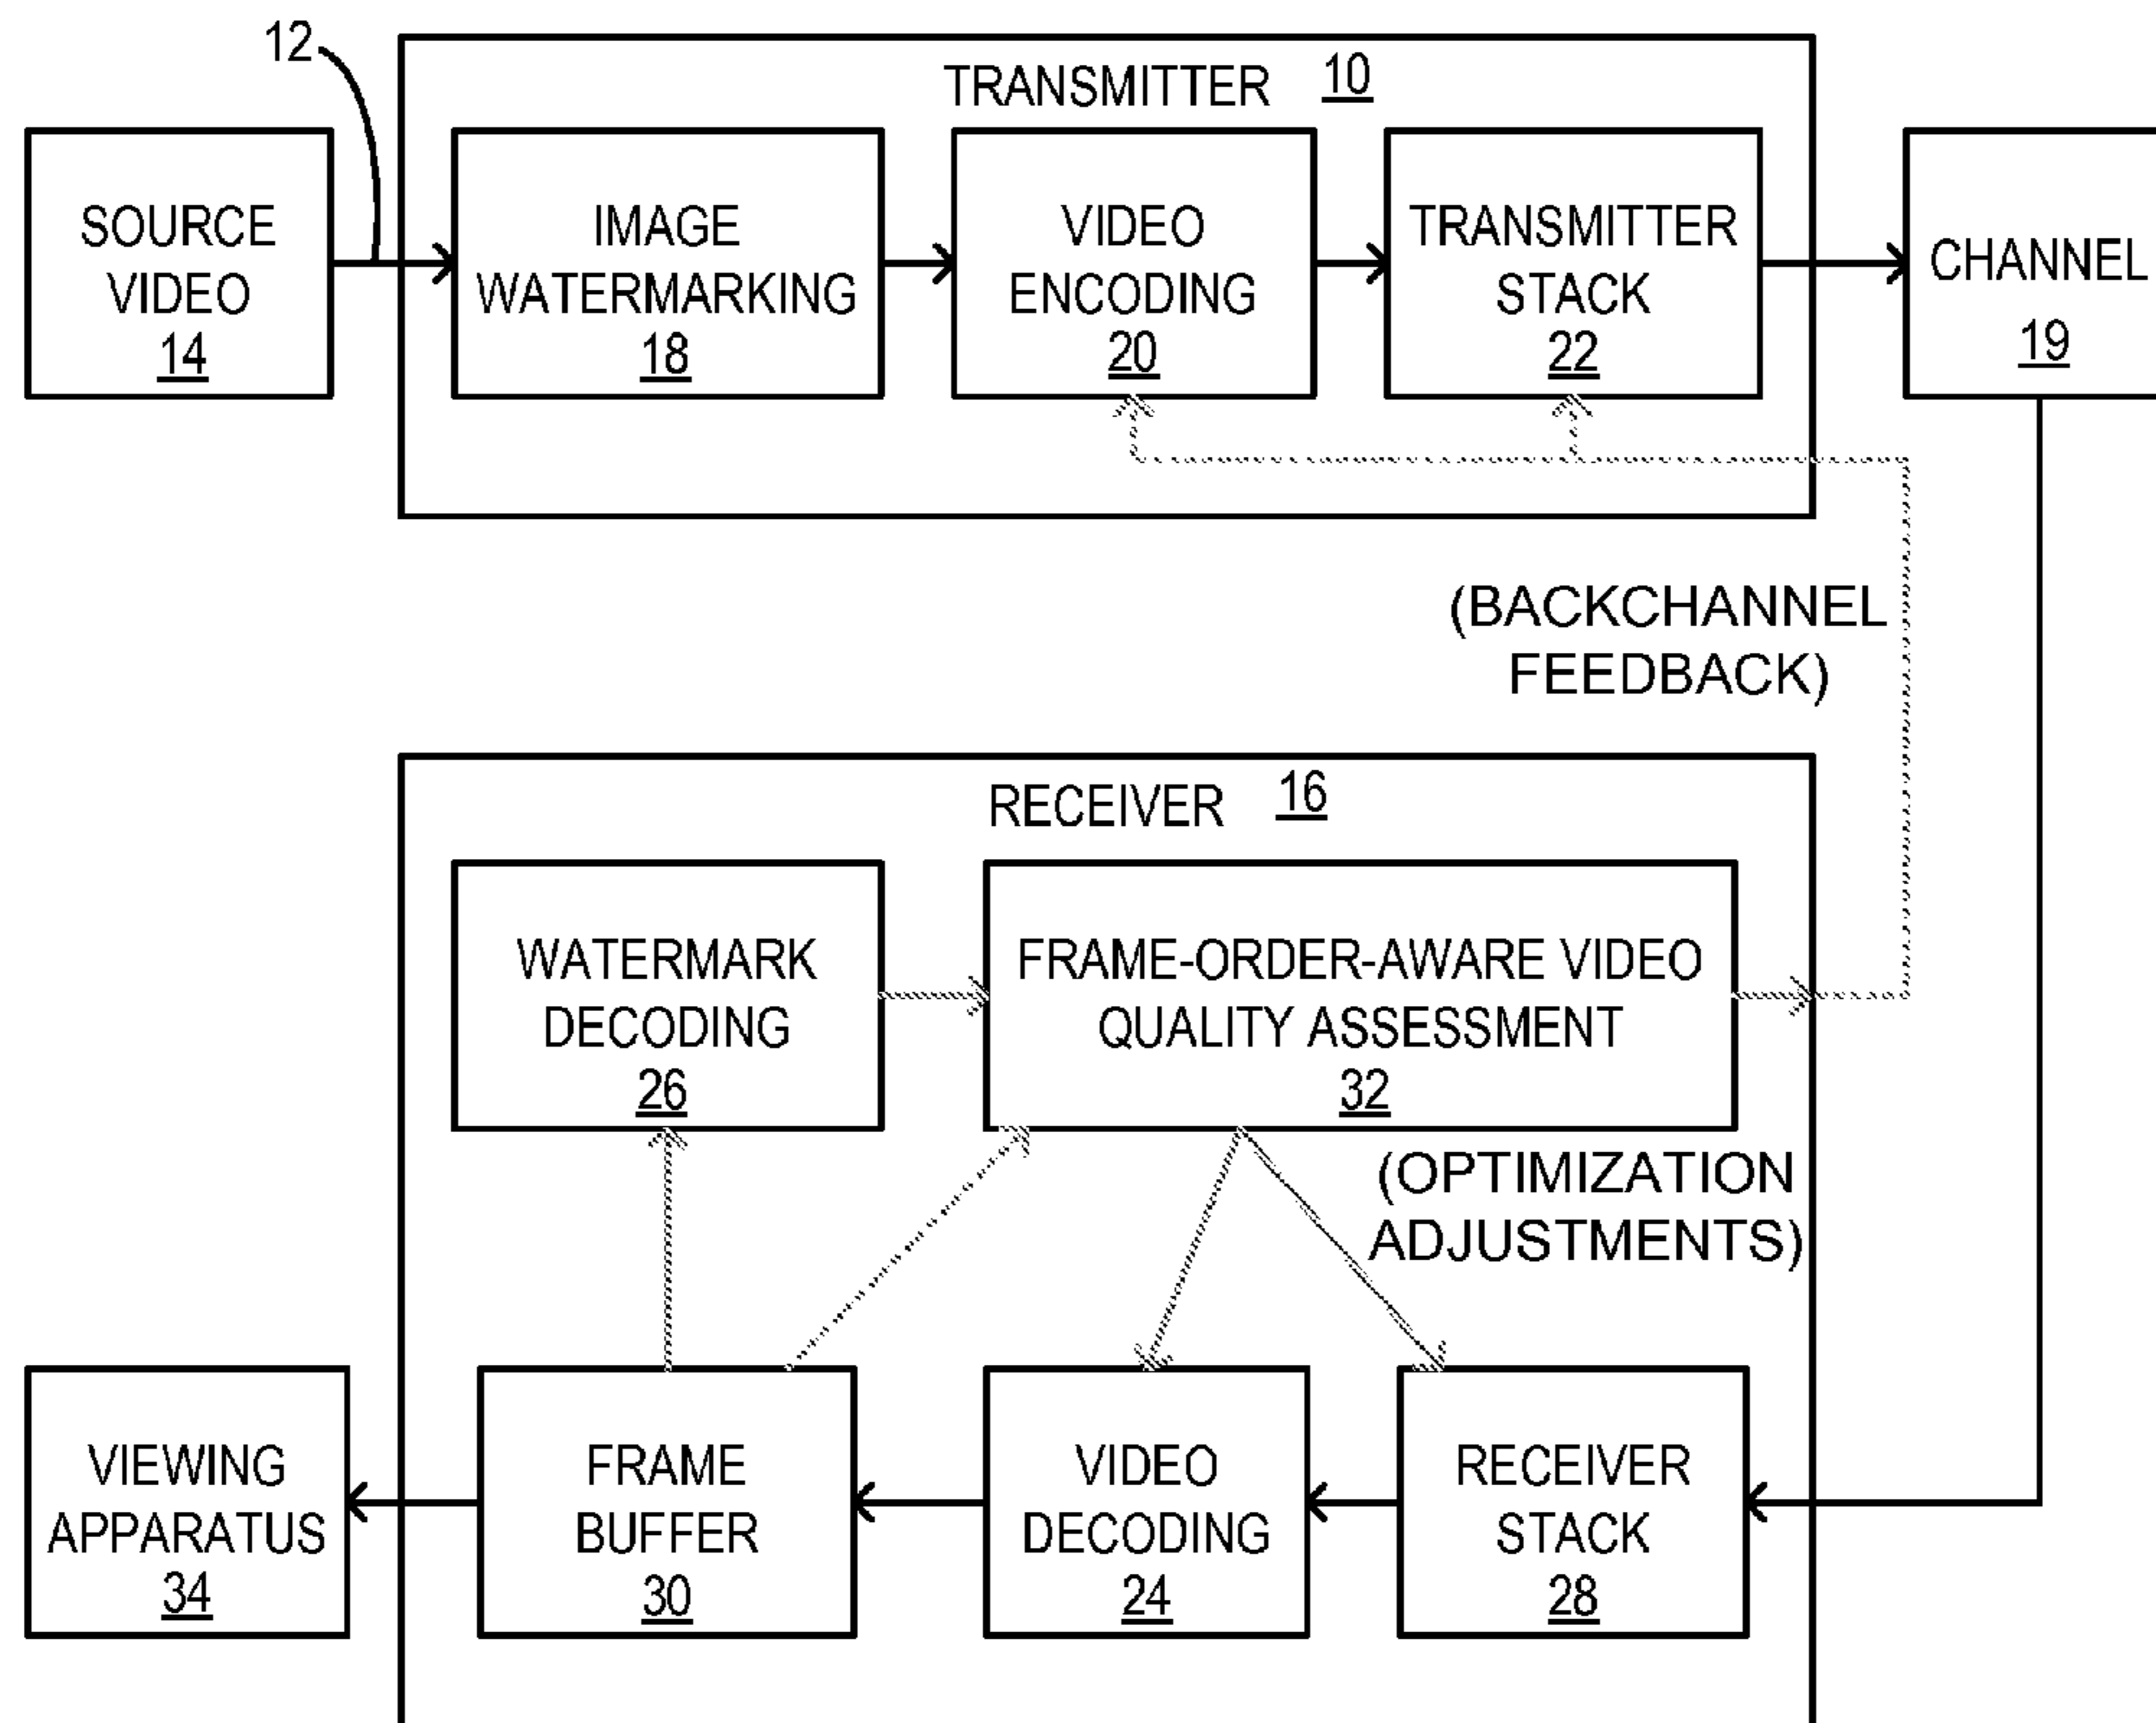 12
TRANSMITTER 10
SOURCE
VIDEO
14
IMAGE
WATERMARKING
18
VIDEO
ENCODING
20
TRANSMITTER
STACK
22
CHANNEL
19
(BACKCHANNEL
FEEDBACK)
RECEIVER 16
WATERMARK
DECODING
26
FRAME-ORDER-AWARE VIDEO
QUALITY ASSESSMENT
32
(OPTIMIZATION
ADJUSTMENTS)
VIEWING
APPARATUS
34
FRAME
BUFFER
30
VIDEO
DECODING
24
RECEIVER
STACK
28